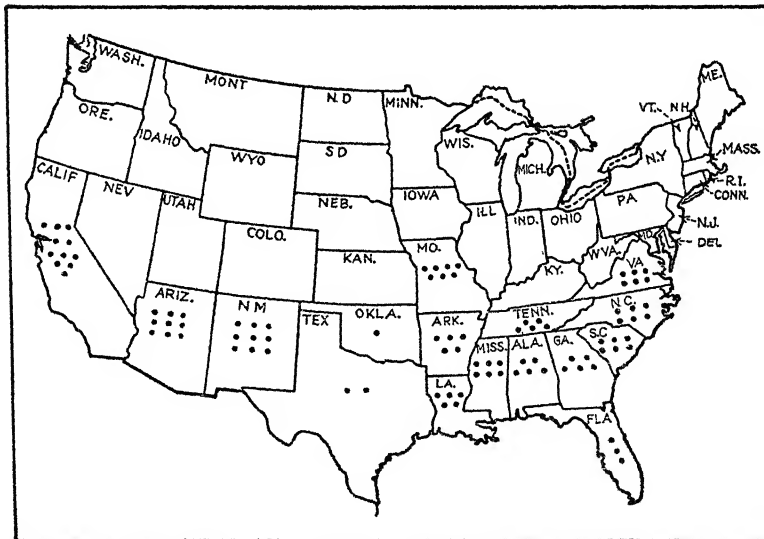 WASH.
MONT
N.D
MINN.
ME.
VT.
N.H.
ORE.
IDAHO
WYO
S D
WIS.
MICH.
N.Y
MASS.
R.I.
CONN.
CALIF
NEV
UTAH
NEB.
IOWA
ILL
IND.
OHIO
PA
N.J.
DEL
MD.
COLO.
KAN.
MO.
KY.
W.VA.
VA
ARIZ.
N M
TEX
OKLA.
ARK.
TENN.
N.C.
S.C
MISS.
ALA.
GA.
LA.
FLA